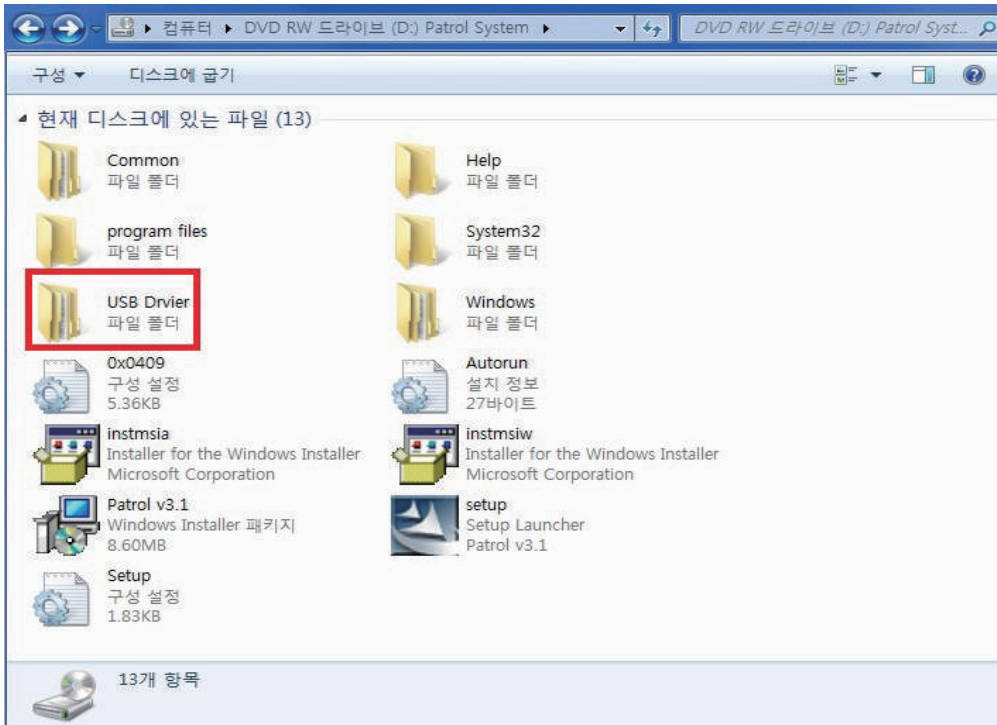 컴퓨터 ▸ DVD RW 드라이브 (D:) Patrol System ▸
DVD RW 드라이브 (D:) Patrol Syst...
구성 디스크에 굽기
현재 디스크에 있는 파일 (13)
Common
파일 폴더
Help
파일 폴더
program files
파일 폴더
System32
파일 폴더
USB Drvier
파일 폴더
Windows
파일 폴더
0x0409
구성 설정
5.36KB
Autorun
설치 정보
27바이트
instmsia
Installer for the Windows Installer
Microsoft Corporation
instmsiw
Installer for the Windows Installer
Microsoft Corporation
Patrol v3.1
Windows Installer 패키지
8.60MB
setup
Setup Launcher
Patrol v3.1
Setup
구성 설정
1.83KB
13개 항목